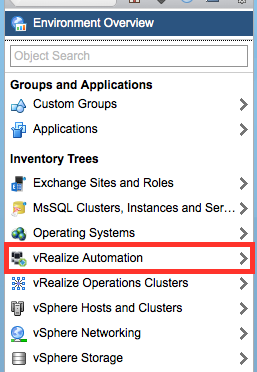 Environment Overview
Object Search
Groups and Applications
Custom Groups
Applications
Inventory Trees
Exchange Sites and Roles
MsSQL Clusters, Instances and Ser...
Operating Systems
vRealize Automation
vRealize Operations Clusters
vSphere Hosts and Clusters
vSphere Networking
vSphere Storage